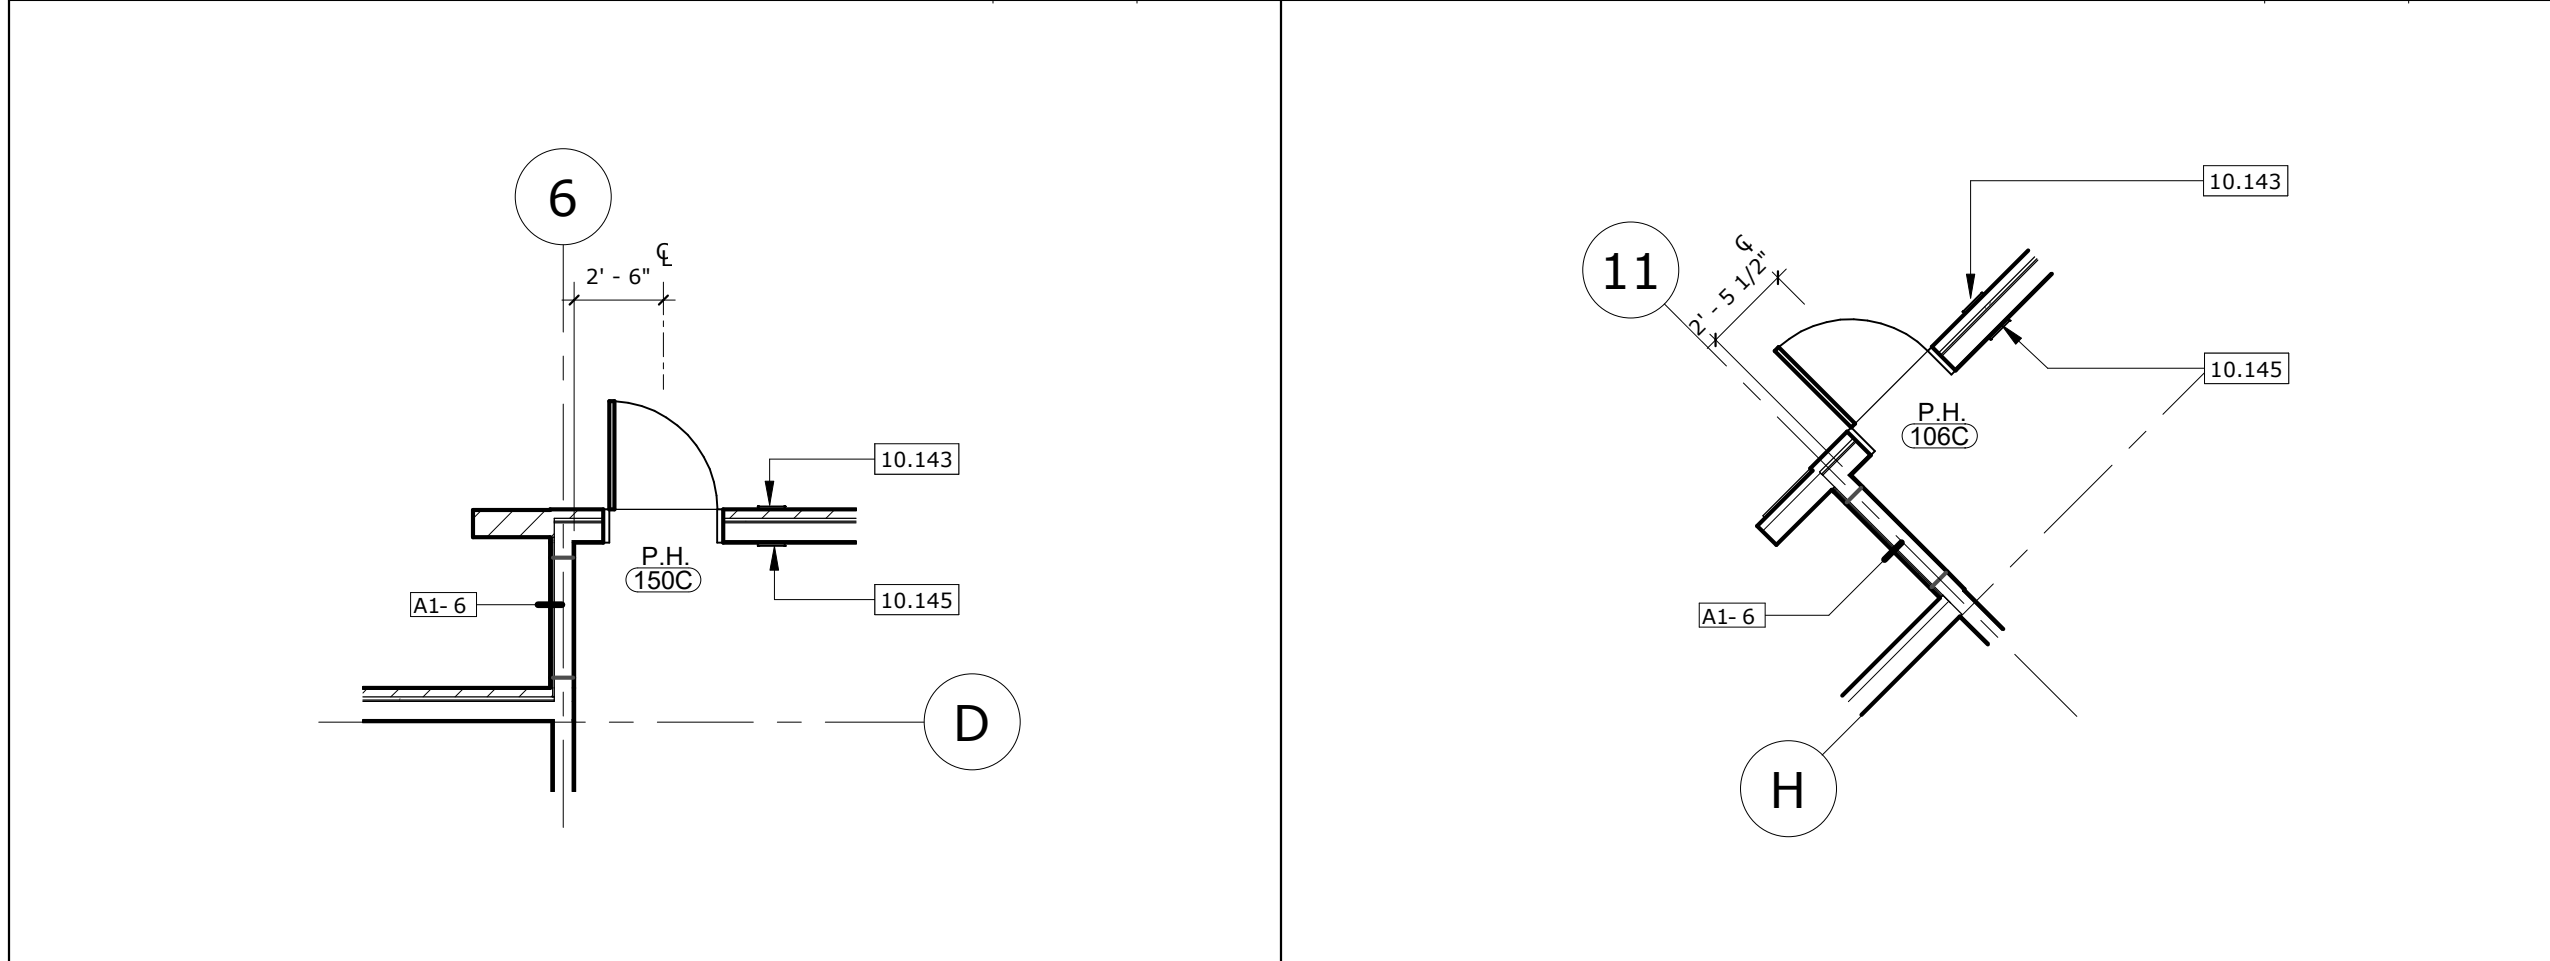 6
℄
2' - 6"
10.143
P.H.
150C
A1- 6
10.145
D
10.143
11
℄
2' - 5 1/2"
10.145
P.H.
106C
A1- 6
H